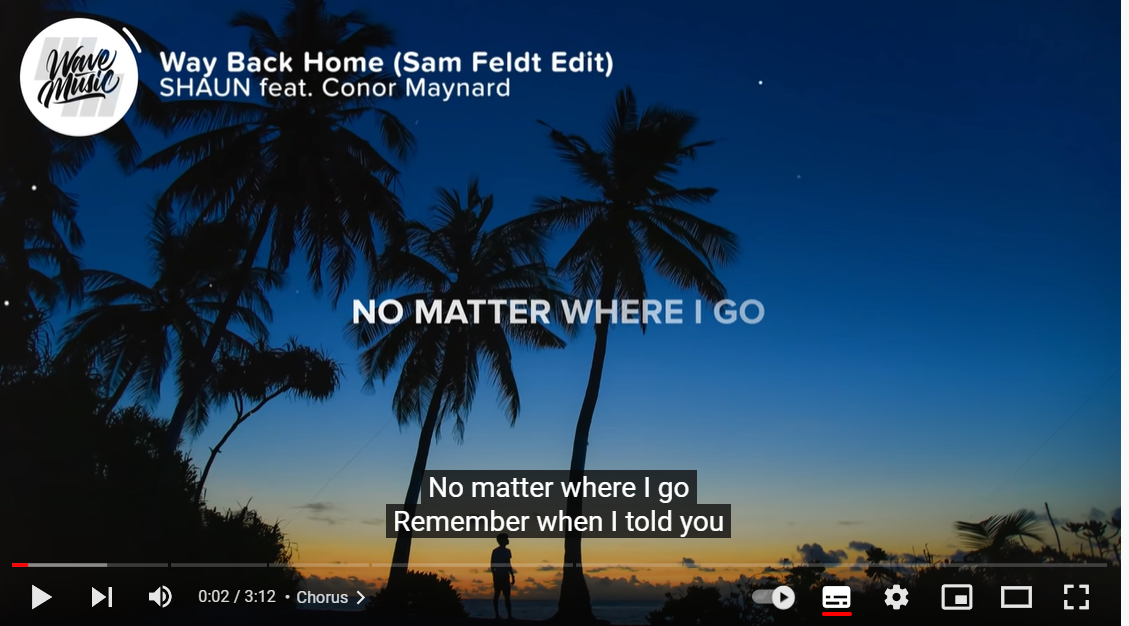 Wave
Music
Way Back Home (Sam Feldt Edit)
SHAUN feat. Conor Maynard
NO MATTER WHERE I GO
No matter where I go
Remember when I told you
0:02 / 3:12 • Chorus